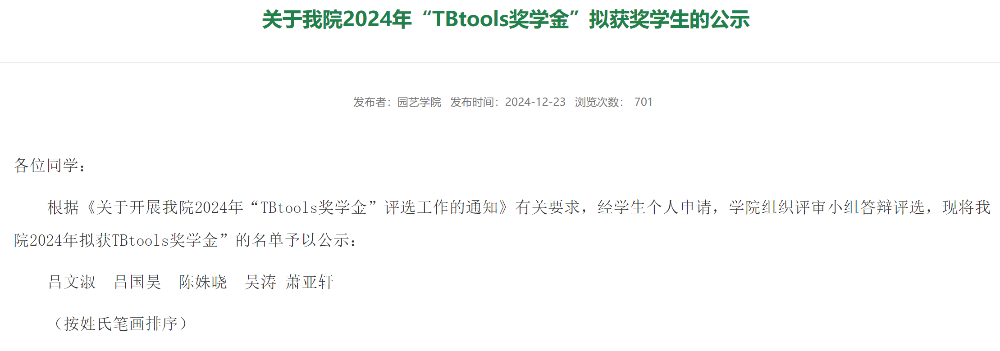 关于我院2024年“TBtools奖学金”拟获奖学生的公示
发布者：园艺学院 发布时间：2024-12-23 浏览次数： 701
各位同学：
根据《关于开展我院2024年“TBtools奖学金”评选工作的通知》有关要求，经学生个人申请，学院组织评审小组答辩评选，现将我
院2024年拟获TBtools奖学金”的名单予以公示：
吕文淑 吕国昊 陈姝晓 吴涛 萧亚轩
（按姓氏笔画排序）